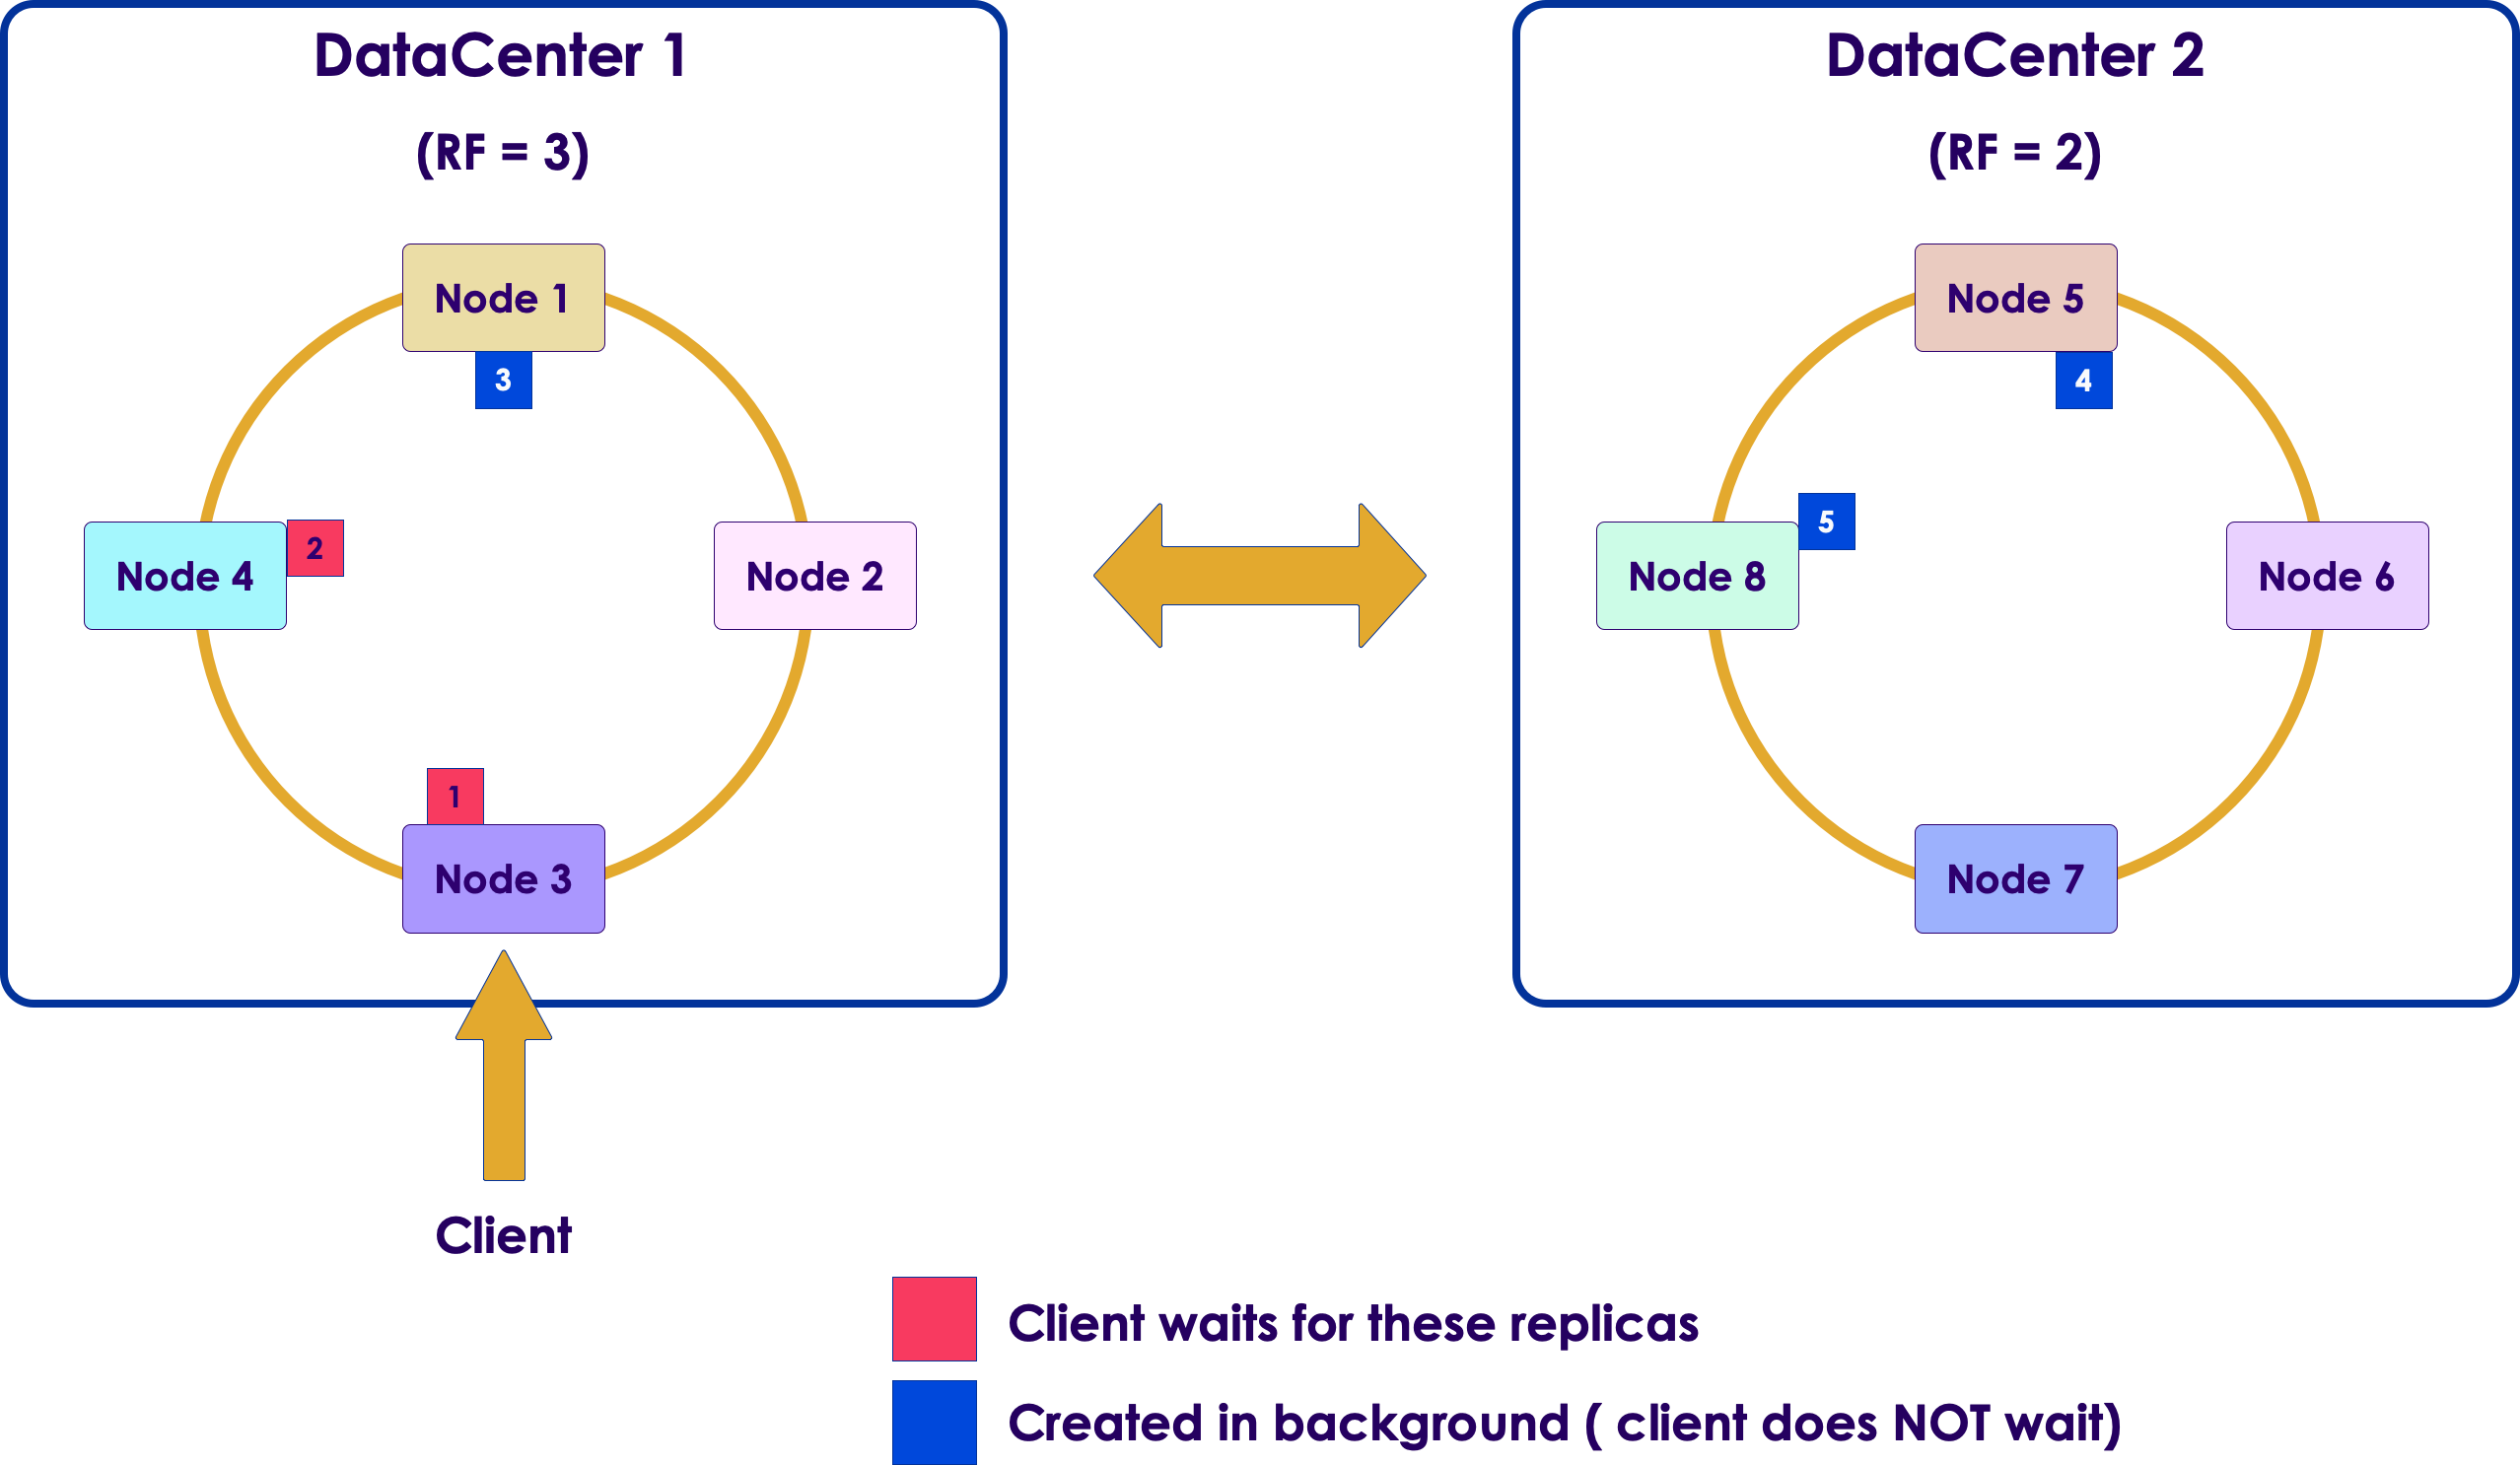 DataCenter 1
(RF = 3)
Node 1
3
Node 4
2
Node 2
1
Node 3
Client
DataCenter 2
(RF = 2)
Node 5
4
5
Node 8
Node 6
Node 7
Client waits for these replicas
Created in background ( client does NOT wait)